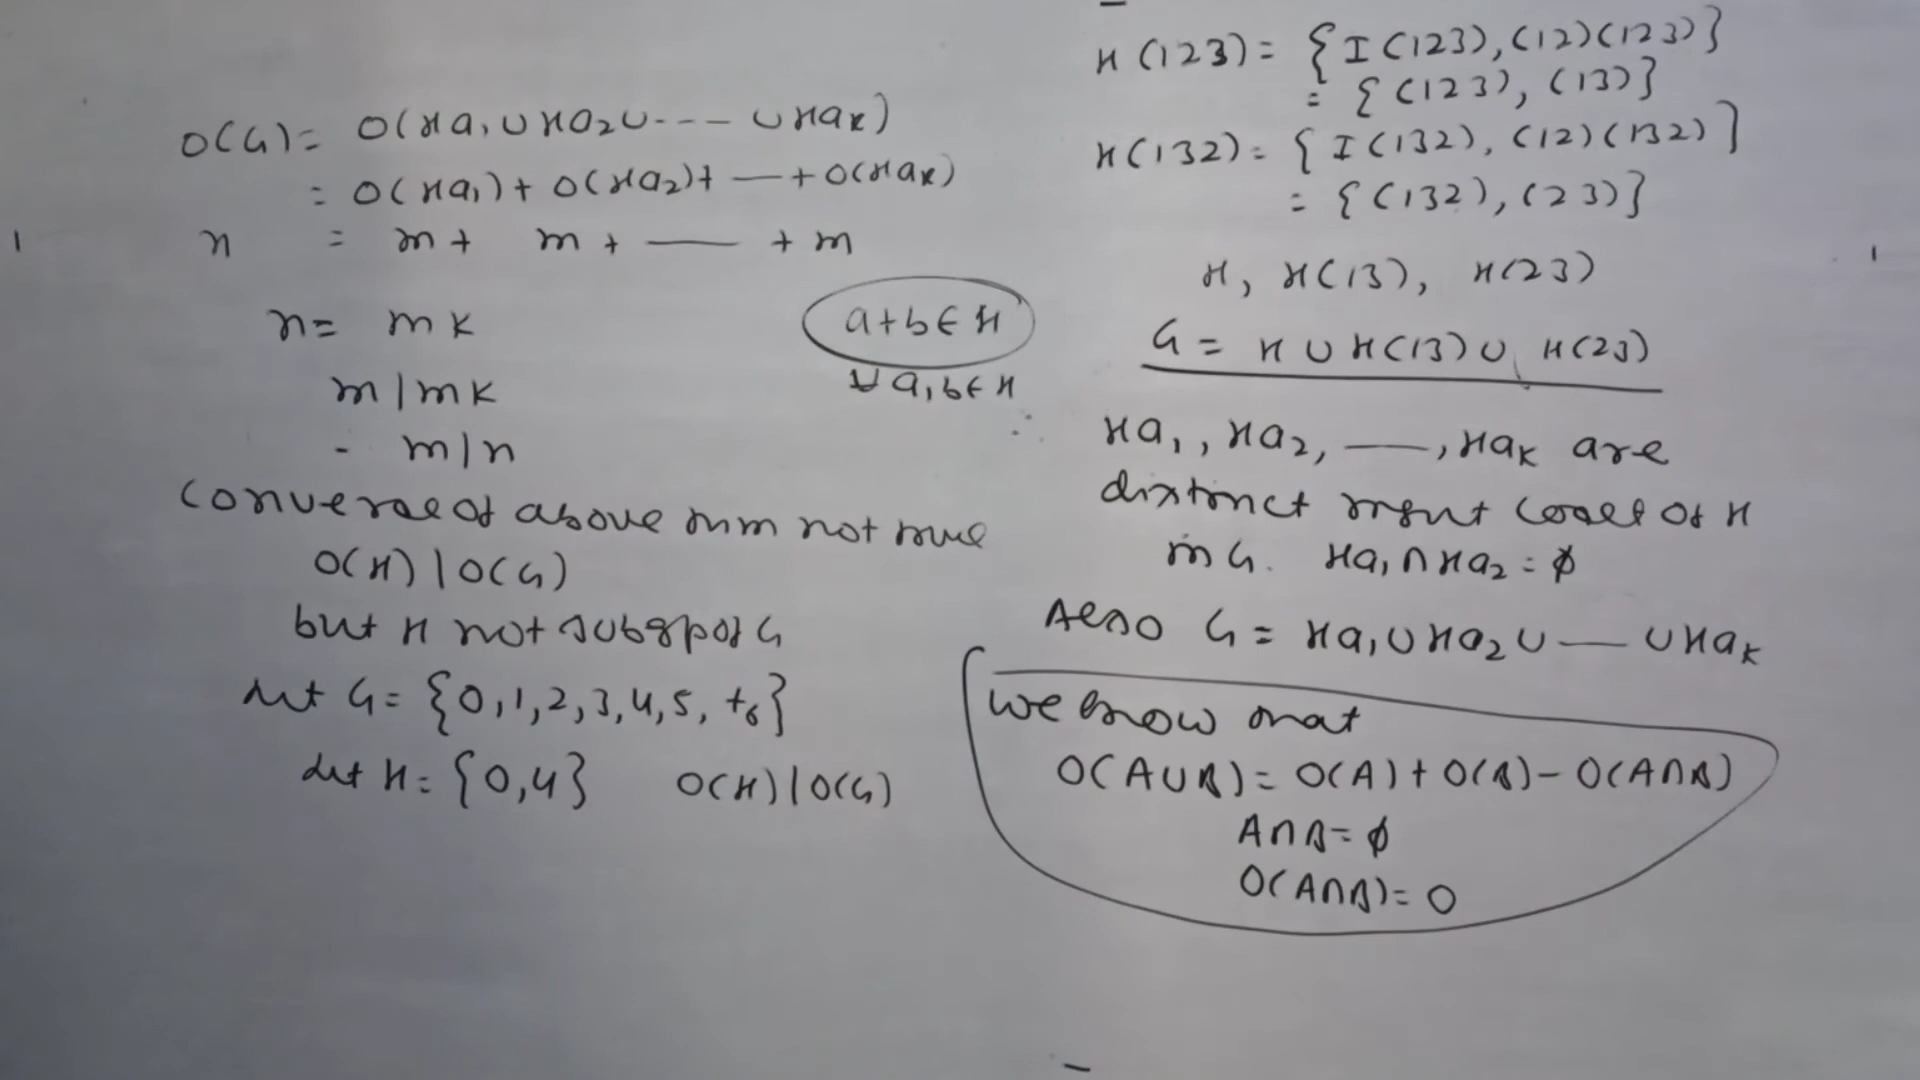 O(G) = O(Ha₁ ∪ Ha₂ ∪ --- ∪ Haₖ)
= O(Ha₁) + O(Ha₂) + — + O(Haₖ)
n = m + m + — + m
n = mk
m | mk
m | n
a+b ∈ H
∀ a, b ∈ H
Converse of above thm not true
O(H) | O(G)
but H not subgp of G
Let G = {0, 1, 2, 3, 4, 5, +₆}
Let H = {0, 4} O(H) | O(G)
H(123) = {I(123), (12)(123)}
= {(123), (13)}
H(132) = {I(132), (12)(132)}
= {(132), (23)}
H, H(13), H(23)
G = H ∪ H(13) ∪ H(23)
Ha₁, Ha₂, —, Haₖ are
distinct right cosets of H
in G. Ha₁ ∩ Ha₂ = ϕ
Also G = Ha₁ ∪ Ha₂ ∪ — ∪ Haₖ
We know that
O(A∪B) = O(A) + O(B) - O(A∩B)
A∩B = ϕ
O(A∩B) = 0